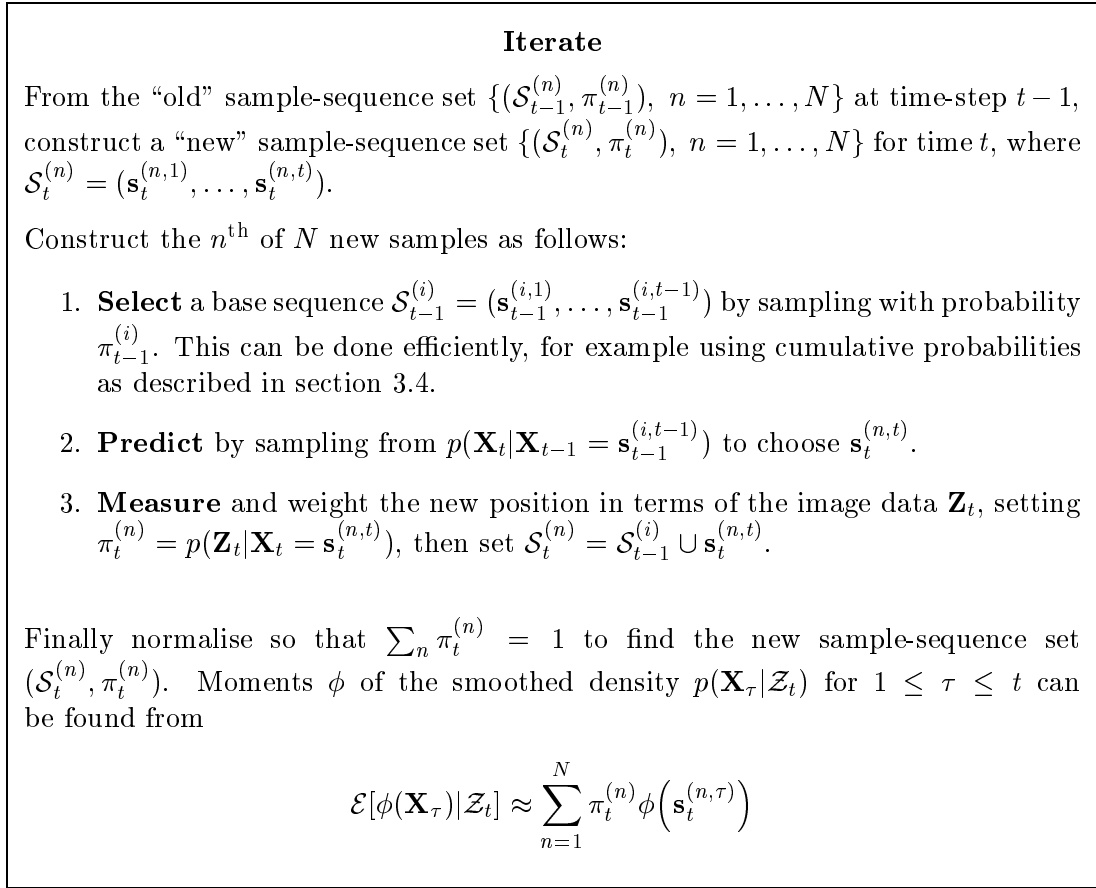 Iterate
From the “old” sample-sequence set {(𝒮_{t−1}^{(n)}, π_{t−1}^{(n)}), n = 1, . . . , N} at time-step t − 1,
construct a “new” sample-sequence set {(𝒮_t^{(n)}, π_t^{(n)}), n = 1, . . . , N} for time t, where
𝒮_t^{(n)} = (s_t^{(n,1)}, . . . , s_t^{(n,t)}).
Construct the n^{th} of N new samples as follows:
1. Select a base sequence 𝒮_{t−1}^{(i)} = (s_{t−1}^{(i,1)}, . . . , s_{t−1}^{(i,t−1)}) by sampling with probability
π_{t−1}^{(i)}. This can be done efficiently, for example using cumulative probabilities
as described in section 3.4.
2. Predict by sampling from p(X_t|X_{t−1} = s_{t−1}^{(i,t−1)}) to choose s_t^{(n,t)}.
3. Measure and weight the new position in terms of the image data Z_t, setting
π_t^{(n)} = p(Z_t|X_t = s_t^{(n,t)}), then set 𝒮_t^{(n)} = 𝒮_{t−1}^{(i)} ∪ s_t^{(n,t)}.
Finally normalise so that ∑_n π_t^{(n)} = 1 to find the new sample-sequence set
(𝒮_t^{(n)}, π_t^{(n)}). Moments ϕ of the smoothed density p(X_τ|𝒵_t) for 1 ≤ τ ≤ t can
be found from
ℰ[ϕ(X_τ)|𝒵_t] ≈ ∑_{n=1}^{N} π_t^{(n)} ϕ(s_t^{(n,τ)})